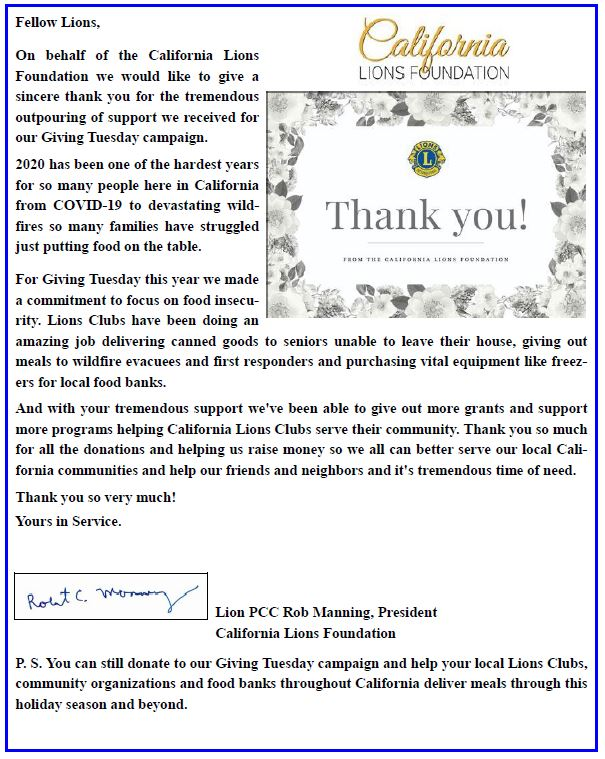 Fellow Lions,
California
LIONS FOUNDATION
On behalf of the California Lions
Foundation we would like to give a
sincere thank you for the tremendous
outpouring of support we received for
our Giving Tuesday campaign.
2020 has been one of the hardest years
for so many people here in California
from COVID-19 to devastating wild-
fires so many families have struggled
just putting food on the table.
LIONS
L
Thank you!
FROM THE CALIFORNIA LIONS FOUNDATION
For Giving Tuesday this year we made
a commitment to focus on food insecu-
rity. Lions Clubs have been doing an
amazing job delivering canned goods to seniors unable to leave their house, giving out
meals to wildfire evacuees and first responders and purchasing vital equipment like freez-
ers for local food banks.
And with your tremendous support we've been able to give out more grants and support
more programs helping California Lions Clubs serve their community. Thank you so much
for all the donations and helping us raise money so we all can better serve our local Cali-
fornia communities and help our friends and neighbors and it's tremendous time of need.
Thank you so very much!
Yours in Service.
Robt C. Manning
Lion PCC Rob Manning, President
California Lions Foundation
P. S. You can still donate to our Giving Tuesday campaign and help your local Lions Clubs,
community organizations and food banks throughout California deliver meals through this
holiday season and beyond.